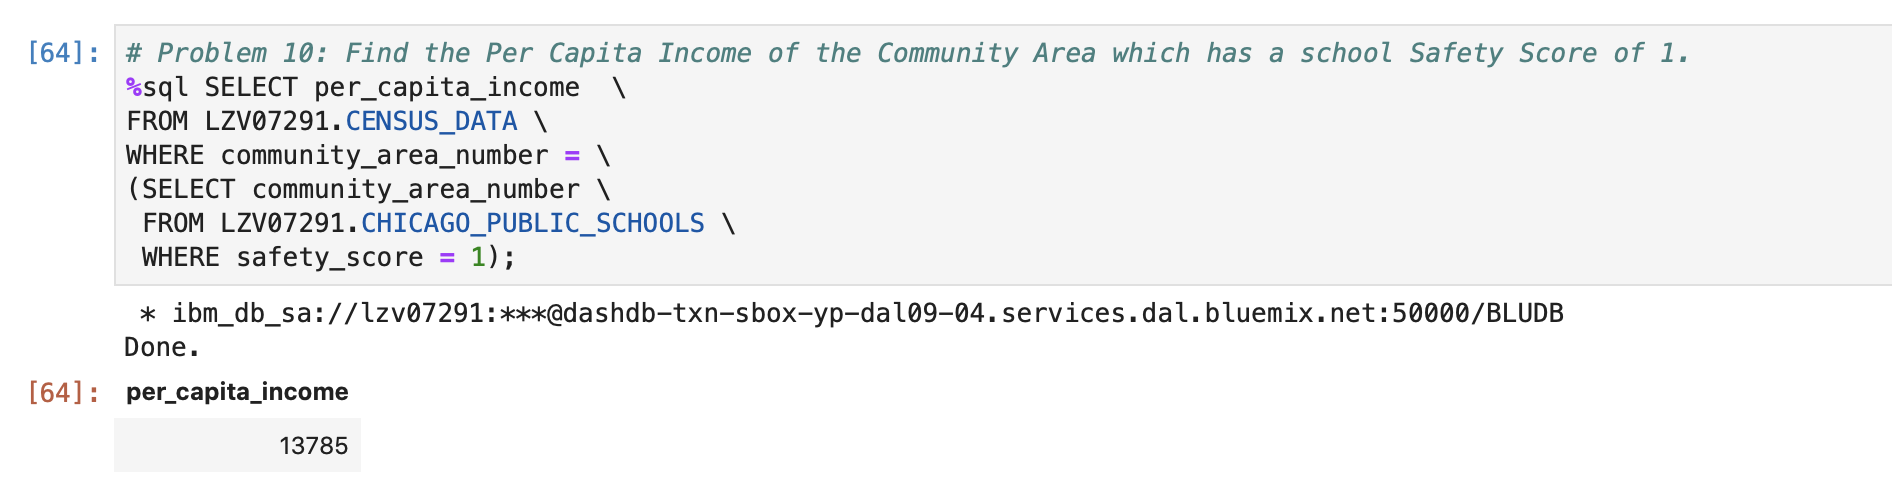 [64]: # Problem 10: Find the Per Capita Income of the Community Area which has a school Safety Score of 1.
%sql SELECT per_capita_income  \
FROM LZV07291.CENSUS_DATA \
WHERE community_area_number = \
(SELECT community_area_number \
 FROM LZV07291.CHICAGO_PUBLIC_SCHOOLS \
 WHERE safety_score = 1);
 * ibm_db_sa://lzv07291:***@dashdb-txn-sbox-yp-dal09-04.services.dal.bluemix.net:50000/BLUDB
Done.
[64]: per_capita_income
13785